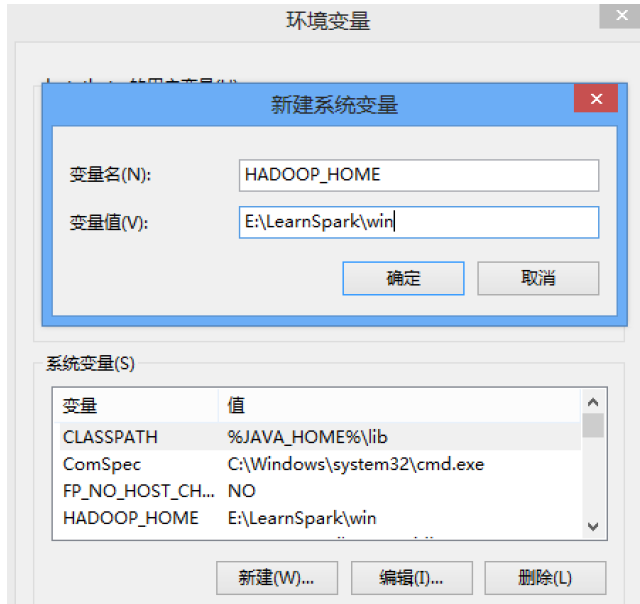 环境变量
新建系统变量
变量名(N): HADOOP_HOME
变量值(V): E:\LearnSpark\win
确定 取消
系统变量(S)
变量 值
CLASSPATH %JAVA_HOME%\lib
ComSpec C:\Windows\system32\cmd.exe
FP_NO_HOST_CH... NO
HADOOP_HOME E:\LearnSpark\win
新建(W)... 编辑(I)... 删除(L)